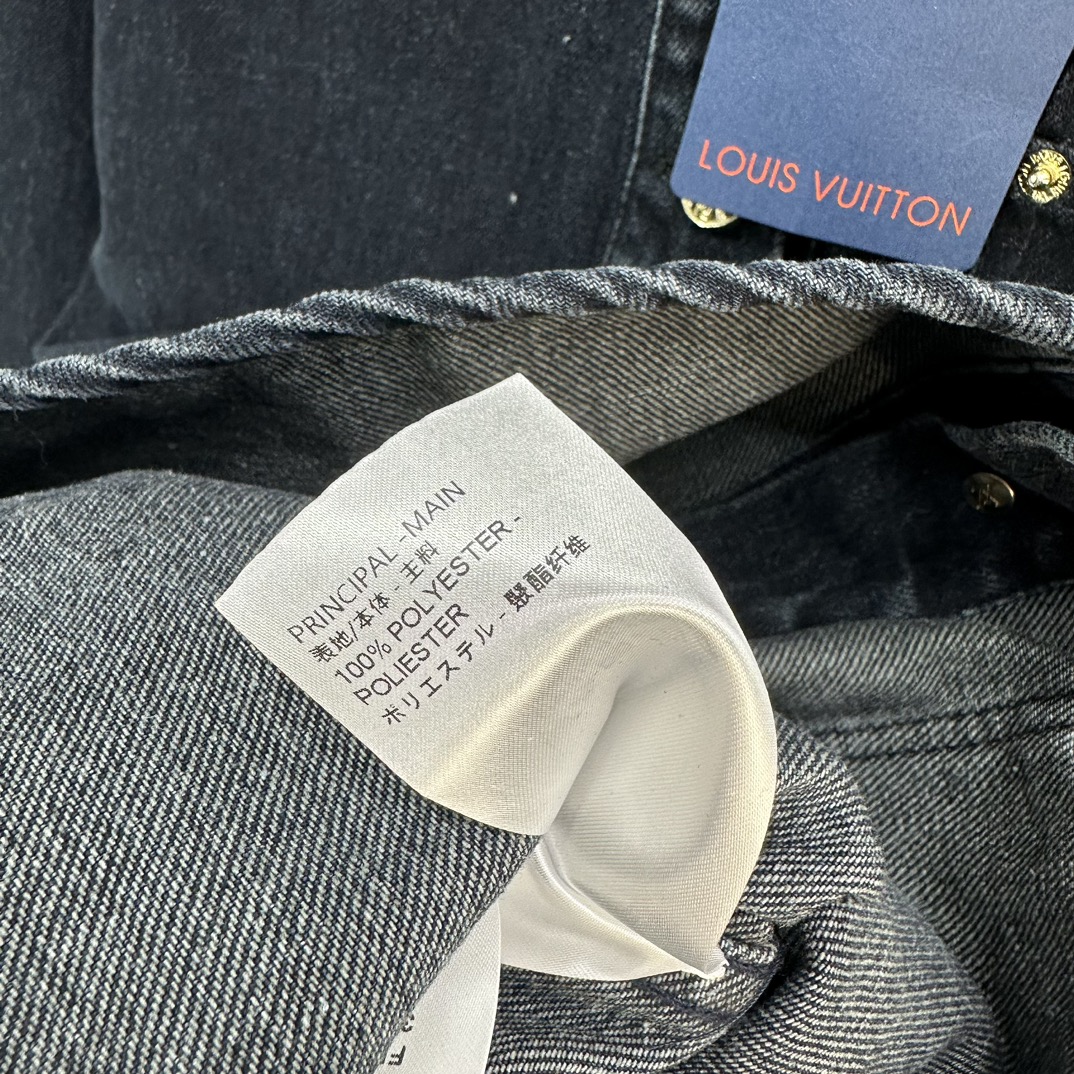 LOUIS VUITTON
PRINCIPAL -MAIN
表地/本体 - 主料
100% POLYESTER -
POLIESTER
ポリエステル - 聚酯纤维